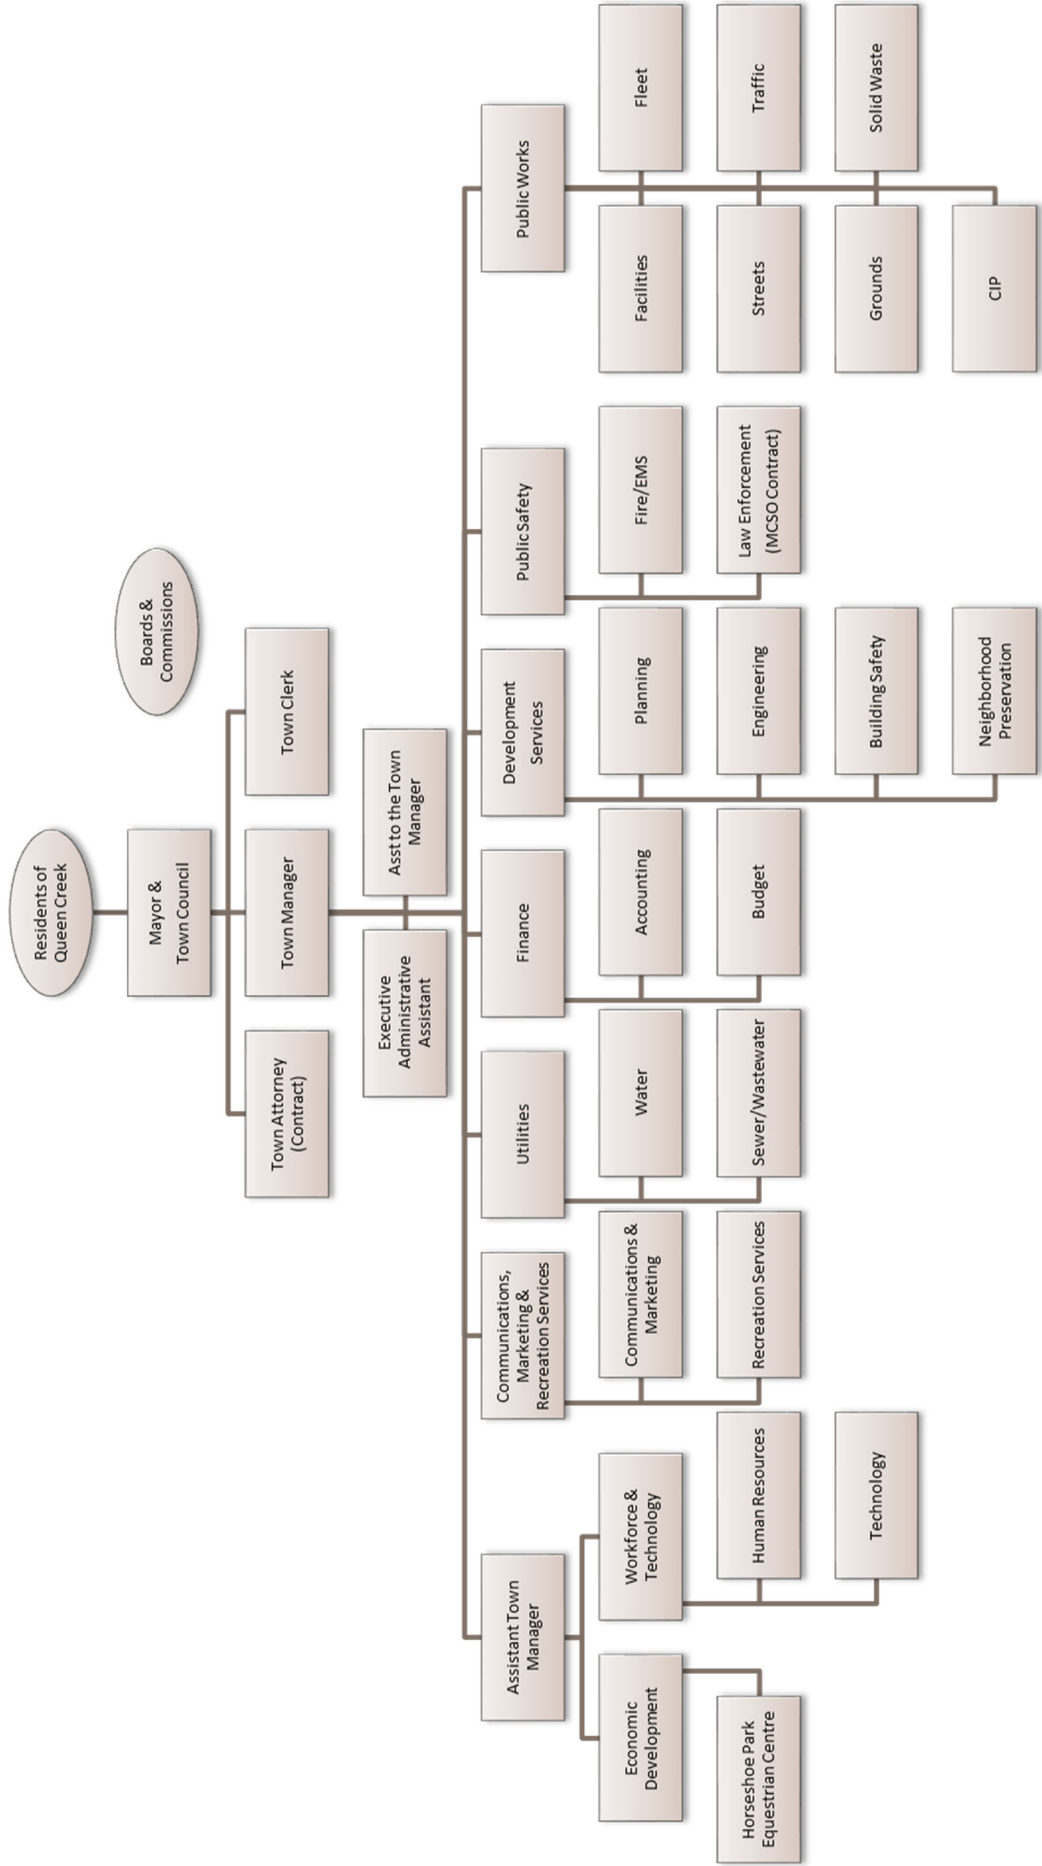 Residents of
Queen Creek
Boards &
Commissions
Mayor &
Town Council
Town Attorney
(Contract)
Town Manager
Town Clerk
Executive
Administrative
Assistant
Asst to the Town
Manager
Assistant Town
Manager
Communications,
Marketing &
Recreation Services
Utilities
Finance
Development
Services
Public Safety
Public Works
Economic
Development
Workforce &
Technology
Communications &
Marketing
Water
Accounting
Planning
Fire/EMS
Facilities
Fleet
Horseshoe Park
Equestrian Centre
Human Resources
Recreation Services
Sewer/Wastewater
Budget
Engineering
Law Enforcement
(MCSO Contract)
Streets
Traffic
Technology
Building Safety
Grounds
Solid Waste
Neighborhood
Preservation
CIP